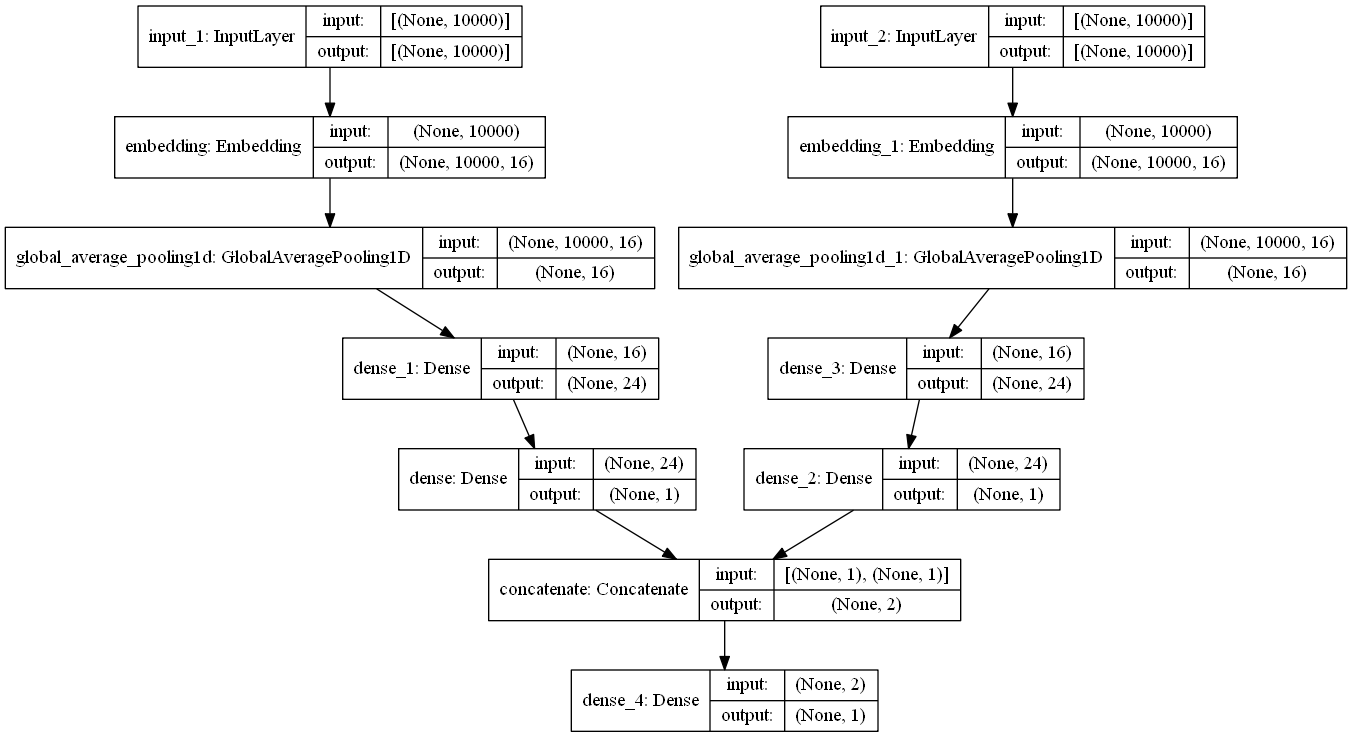 input_1: InputLayer
input: [(None, 10000)]
output: [(None, 10000)]
input_2: InputLayer
input: [(None, 10000)]
output: [(None, 10000)]
embedding: Embedding
input: (None, 10000)
output: (None, 10000, 16)
embedding_1: Embedding
input: (None, 10000)
output: (None, 10000, 16)
global_average_pooling1d: GlobalAveragePooling1D
input: (None, 10000, 16)
output: (None, 16)
global_average_pooling1d_1: GlobalAveragePooling1D
input: (None, 10000, 16)
output: (None, 16)
dense_1: Dense
input: (None, 16)
output: (None, 24)
dense_3: Dense
input: (None, 16)
output: (None, 24)
dense: Dense
input: (None, 24)
output: (None, 1)
dense_2: Dense
input: (None, 24)
output: (None, 1)
concatenate: Concatenate
input: [(None, 1), (None, 1)]
output: (None, 2)
dense_4: Dense
input: (None, 2)
output: (None, 1)